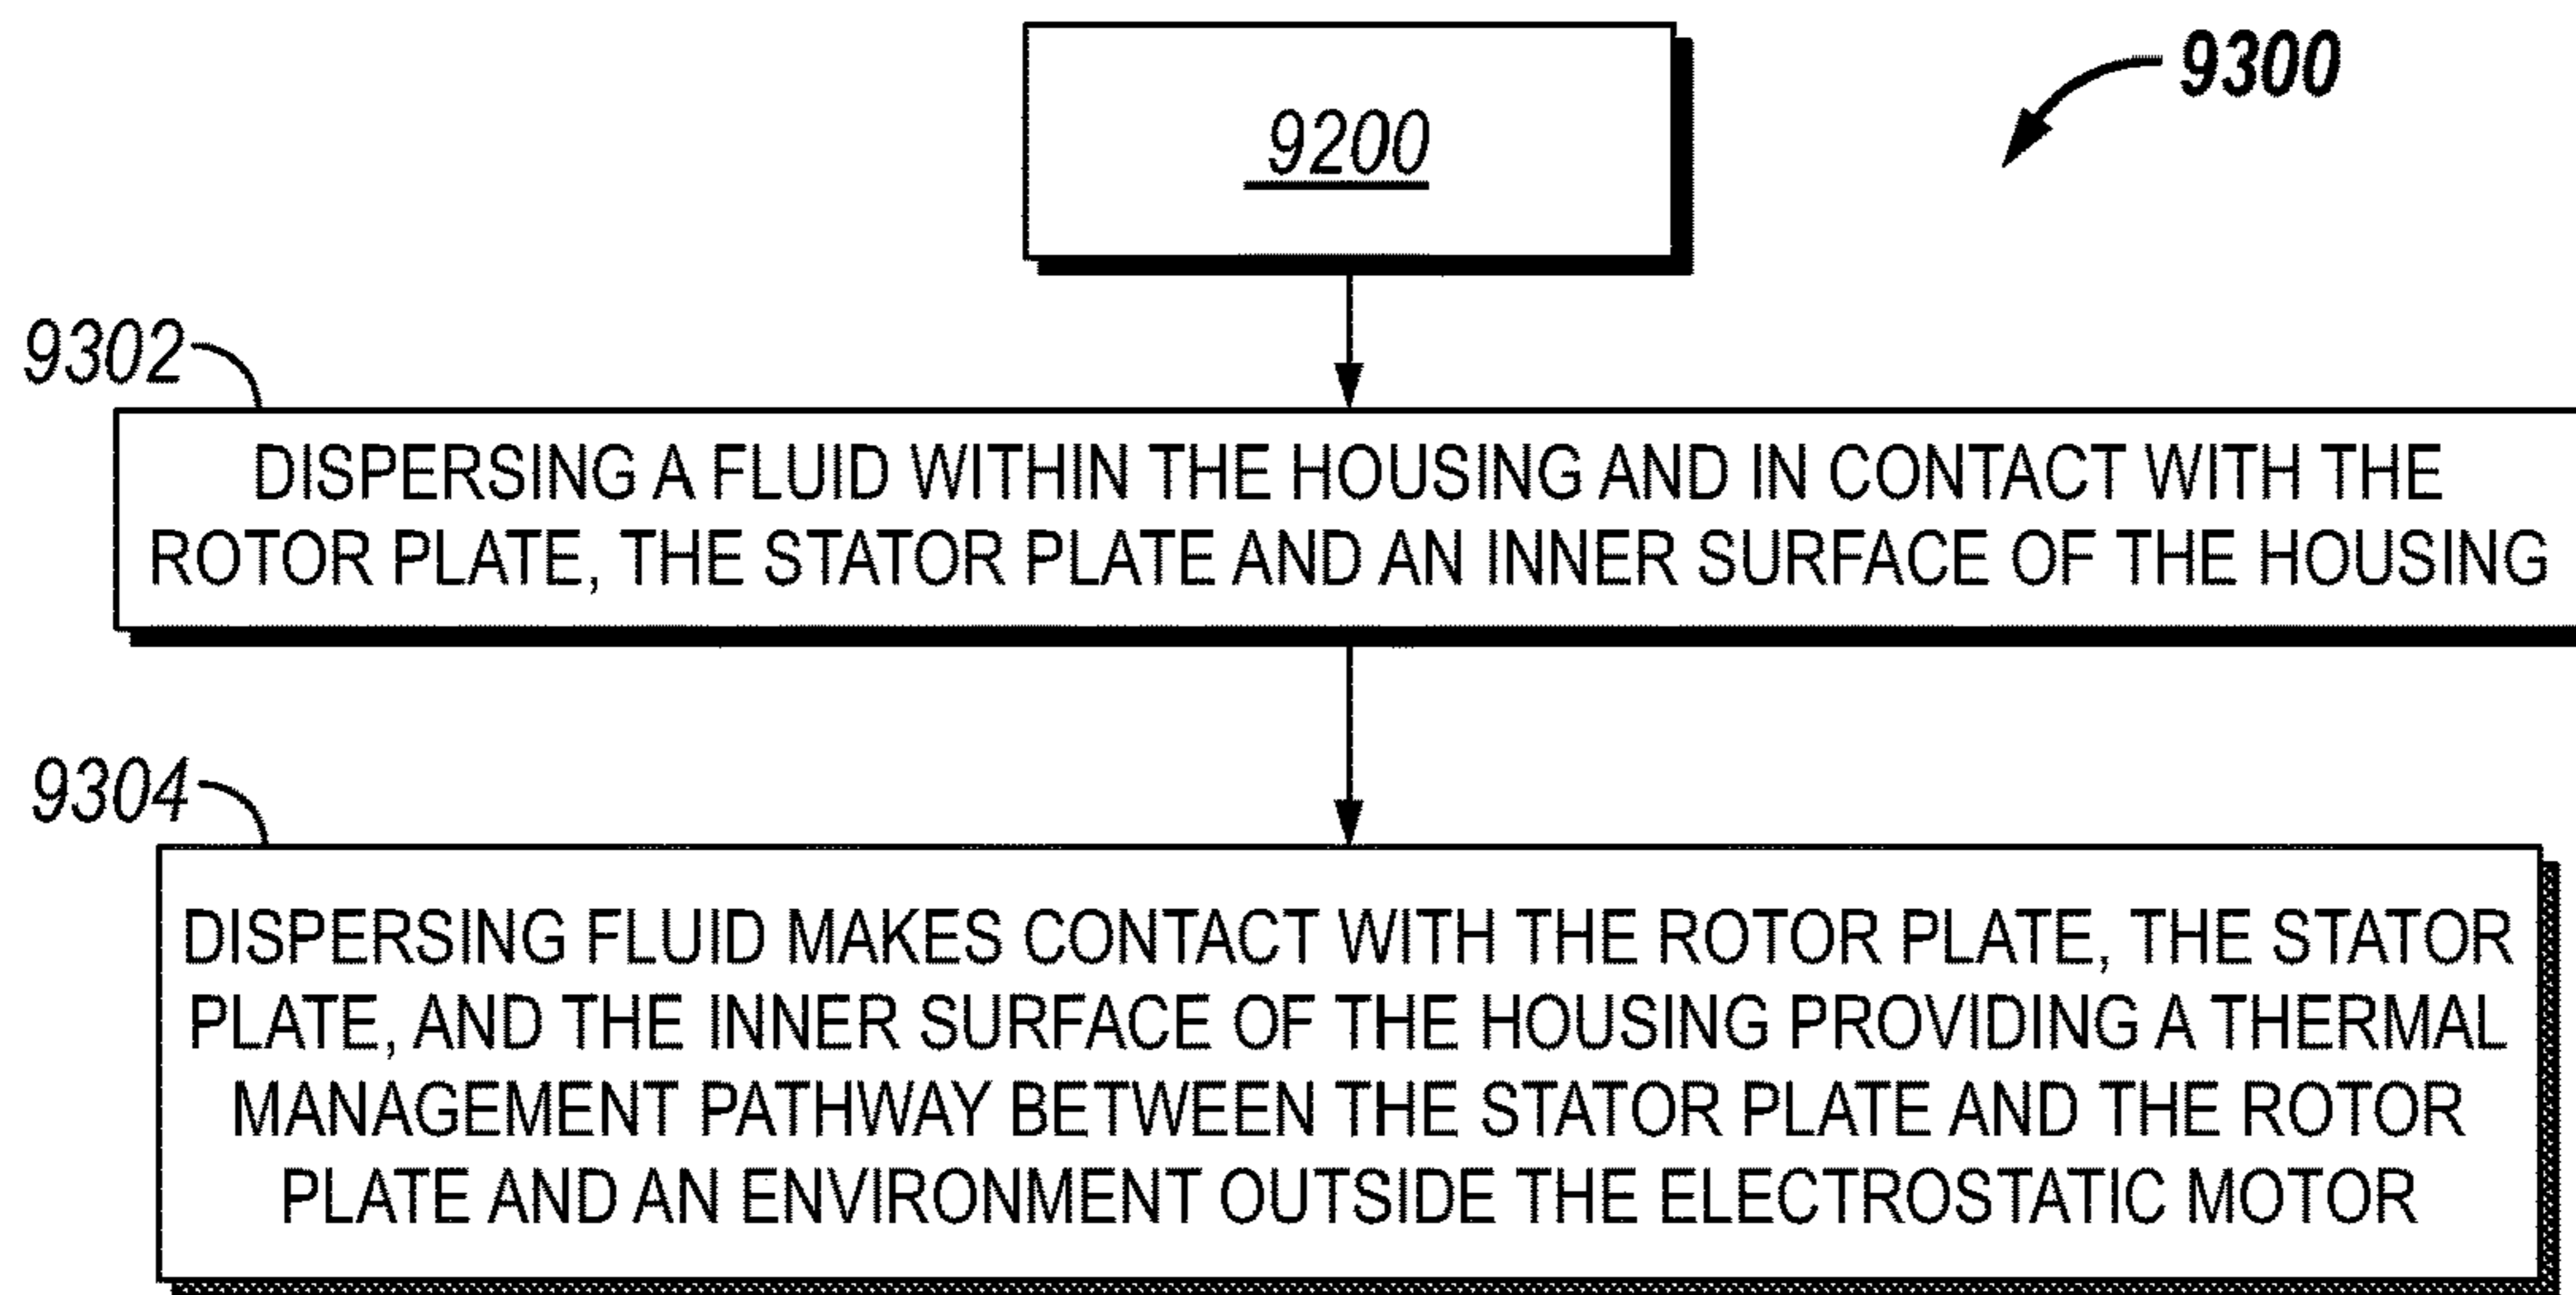 9200
9300
9302
DISPERSING A FLUID WITHIN THE HOUSING AND IN CONTACT WITH THE
ROTOR PLATE, THE STATOR PLATE AND AN INNER SURFACE OF THE HOUSING
9304
DISPERSING FLUID MAKES CONTACT WITH THE ROTOR PLATE, THE STATOR
PLATE, AND THE INNER SURFACE OF THE HOUSING PROVIDING A THERMAL
MANAGEMENT PATHWAY BETWEEN THE STATOR PLATE AND THE ROTOR
PLATE AND AN ENVIRONMENT OUTSIDE THE ELECTROSTATIC MOTOR